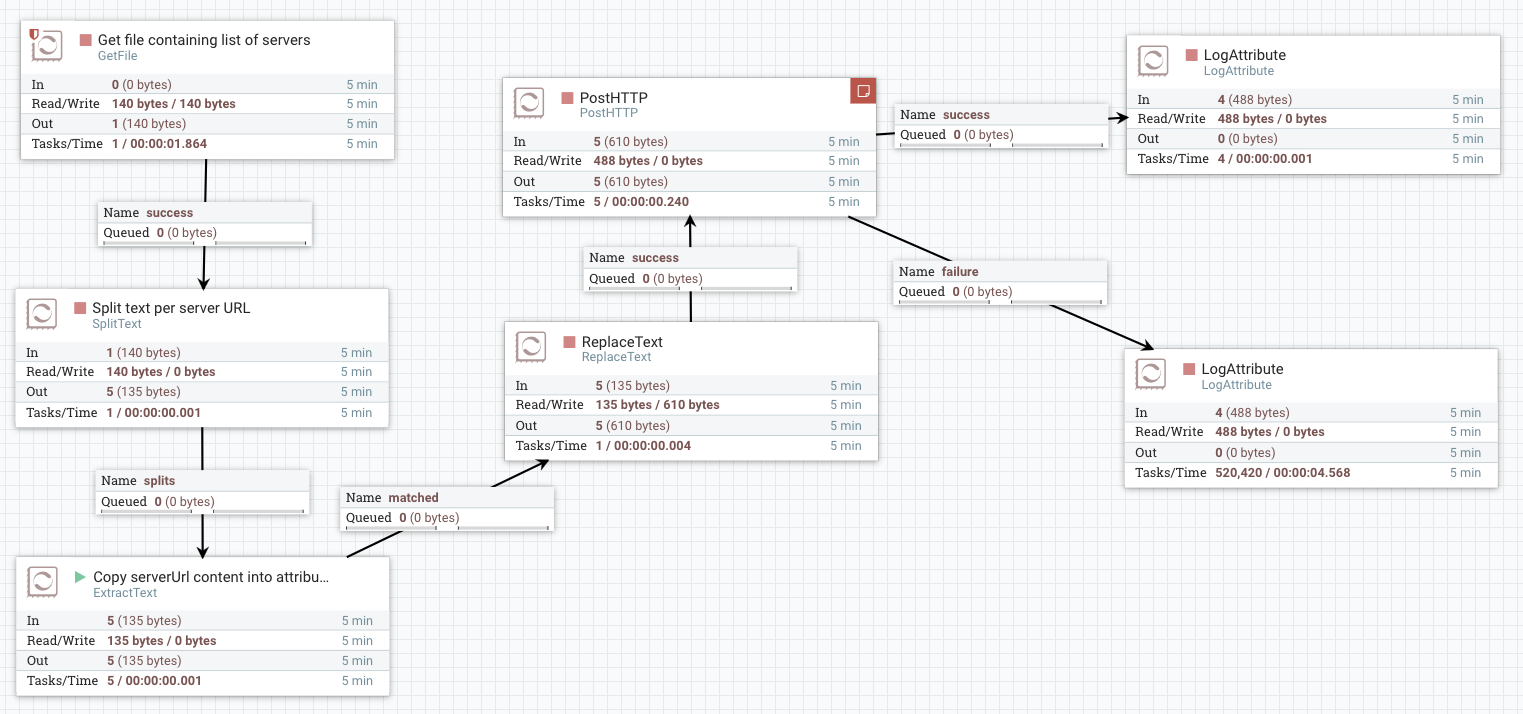 Get file containing list of servers
GetFile
In 0 (0 bytes) 5 min
Read/Write 140 bytes / 140 bytes 5 min
Out 1 (140 bytes) 5 min
Tasks/Time 1 / 00:00:01.864 5 min
Name success
Queued 0 (0 bytes)
Split text per server URL
SplitText
In 1 (140 bytes) 5 min
Read/Write 140 bytes / 0 bytes 5 min
Out 5 (135 bytes) 5 min
Tasks/Time 1 / 00:00:00.001 5 min
Name splits
Queued 0 (0 bytes)
Copy serverUrl content into attribu...
ExtractText
In 5 (135 bytes) 5 min
Read/Write 135 bytes / 0 bytes 5 min
Out 5 (135 bytes) 5 min
Tasks/Time 5 / 00:00:00.001 5 min
Name matched
Queued 0 (0 bytes)
ReplaceText
ReplaceText
In 5 (135 bytes) 5 min
Read/Write 135 bytes / 610 bytes 5 min
Out 5 (610 bytes) 5 min
Tasks/Time 1 / 00:00:00.004 5 min
Name success
Queued 0 (0 bytes)
PostHTTP
PostHTTP
In 5 (610 bytes) 5 min
Read/Write 488 bytes / 0 bytes 5 min
Out 5 (610 bytes) 5 min
Tasks/Time 5 / 00:00:00.240 5 min
Name success
Queued 0 (0 bytes)
LogAttribute
LogAttribute
In 4 (488 bytes) 5 min
Read/Write 488 bytes / 0 bytes 5 min
Out 0 (0 bytes) 5 min
Tasks/Time 4 / 00:00:00.001 5 min
Name failure
Queued 0 (0 bytes)
LogAttribute
LogAttribute
In 4 (488 bytes) 5 min
Read/Write 488 bytes / 0 bytes 5 min
Out 0 (0 bytes) 5 min
Tasks/Time 520,420 / 00:00:04.568 5 min